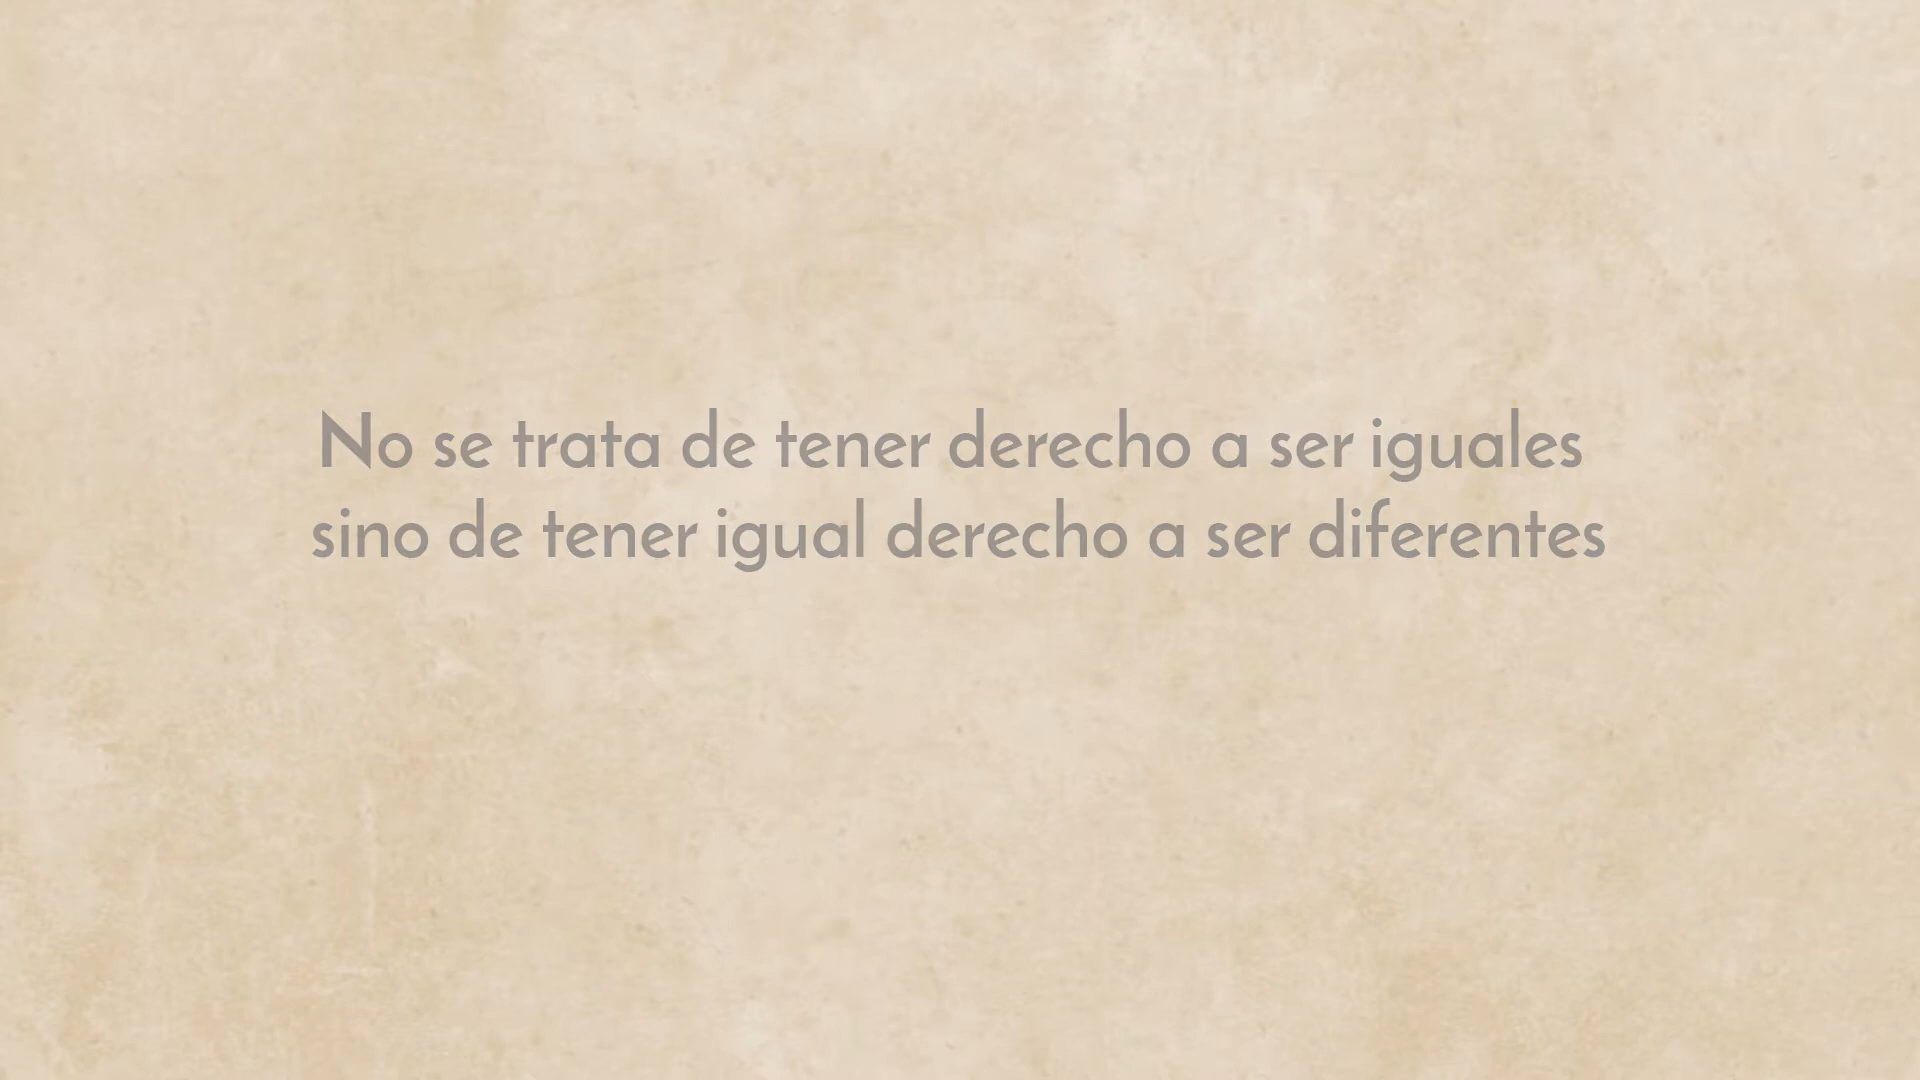 No se trata de tener derecho a ser iguales
sino de tener igual derecho a ser diferentes